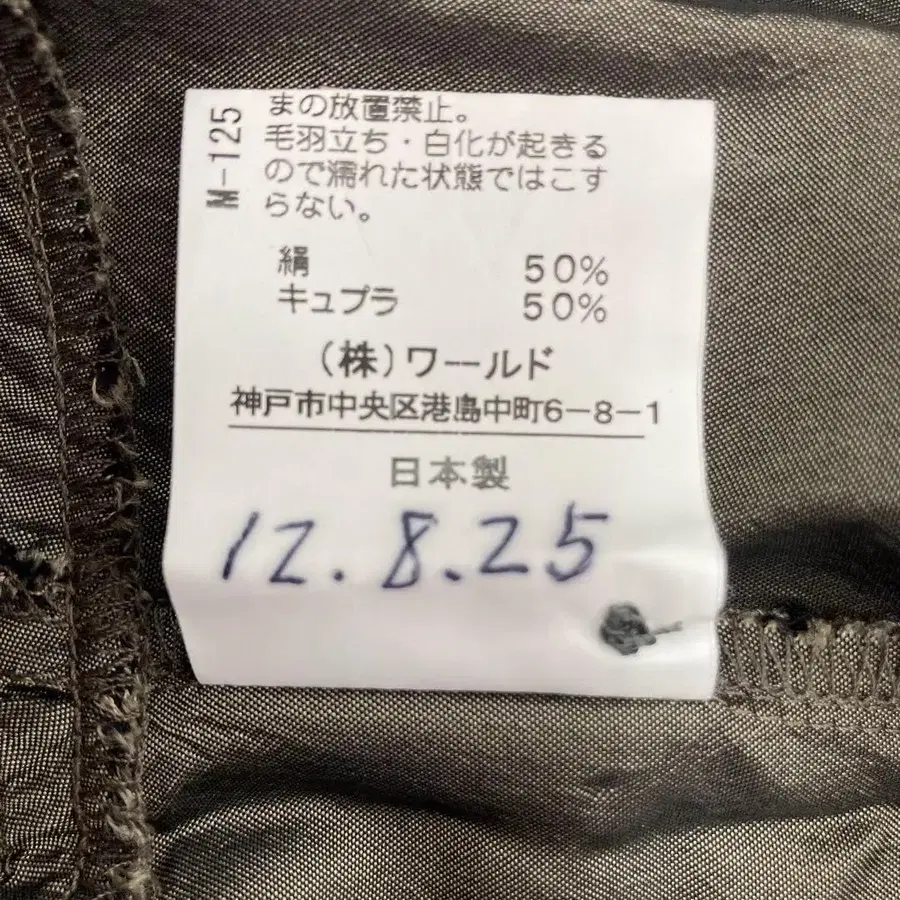 M-125
まの放置禁止。
毛羽立ち・白化が起きる
ので濡れた状態ではこす
らない。
絹 50%
キュプラ 50%
(株)ワールド
神戸市中央区港島中町6-8-1
日本製
12.8.25